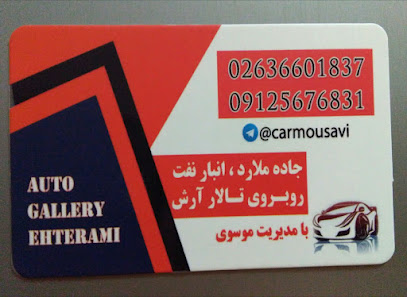 02636601837
09125676831
@carmousavi
جاده ملارد ، انبار نفت
روبروی تالار آرش
با مدیریت موسوی
AUTO
GALLERY
EHTERAMI